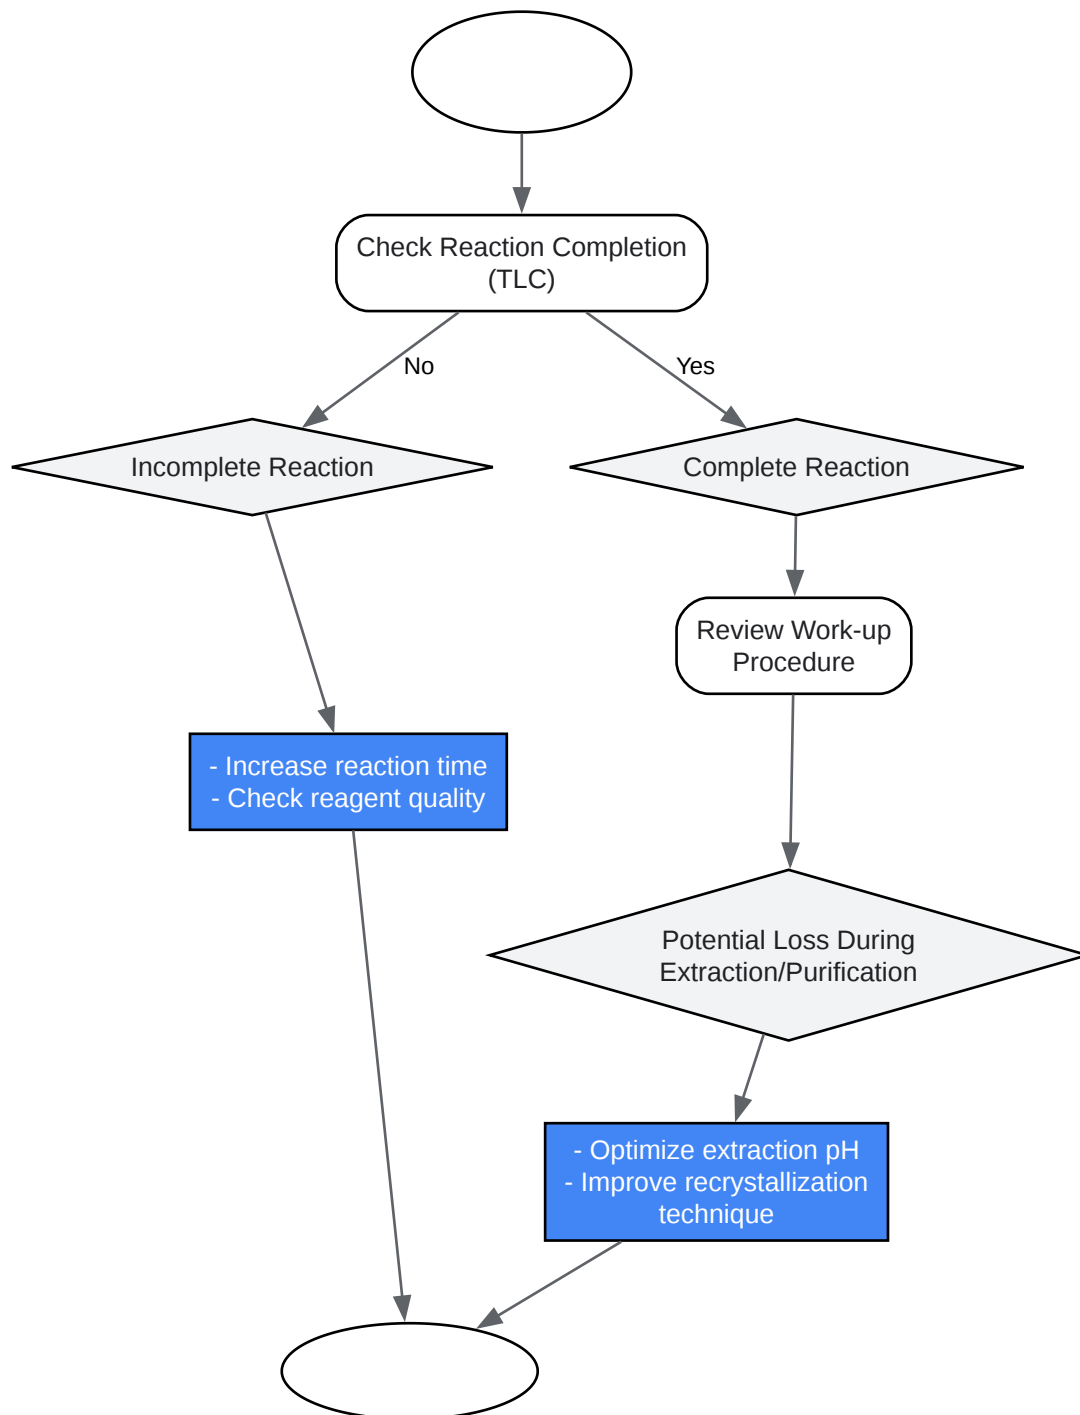 Check Reaction Completion
(TLC)
No
Yes
Incomplete Reaction
Complete Reaction
Review Work-up
Procedure
- Increase reaction time
- Check reagent quality
Potential Loss During
Extraction/Purification
- Optimize extraction pH
- Improve recrystallization
technique